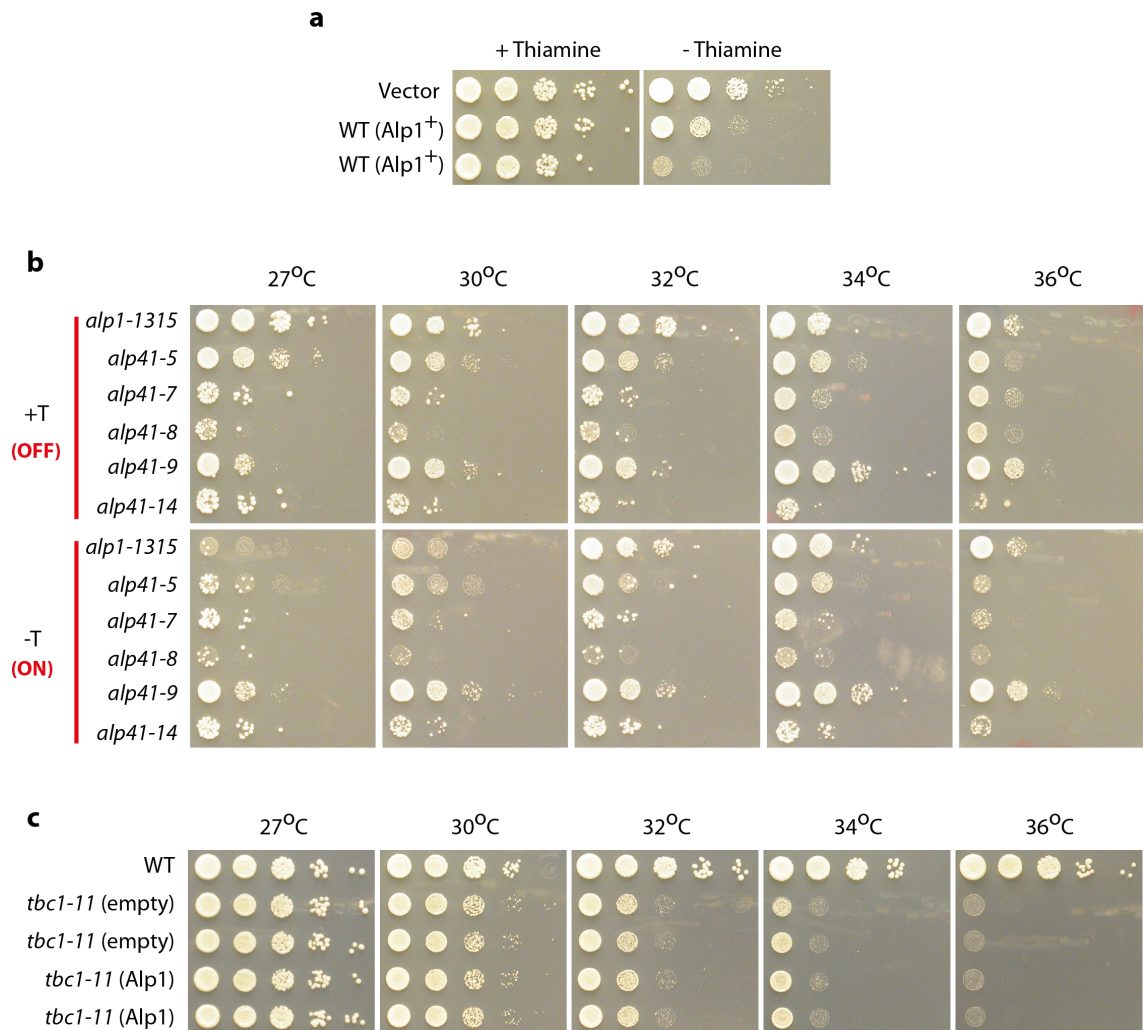 a
+ Thiamine - Thiamine
Vector
WT (Alp1+)
WT (Alp1+)
b
27°C 30°C 32°C 34°C 36°C
+T
(OFF)
alp1-1315
alp41-5
alp41-7
alp41-8
alp41-9
alp41-14
-T
(ON)
alp1-1315
alp41-5
alp41-7
alp41-8
alp41-9
alp41-14
c
27°C 30°C 32°C 34°C 36°C
WT
tbc1-11 (empty)
tbc1-11 (empty)
tbc1-11 (Alp1)
tbc1-11 (Alp1)